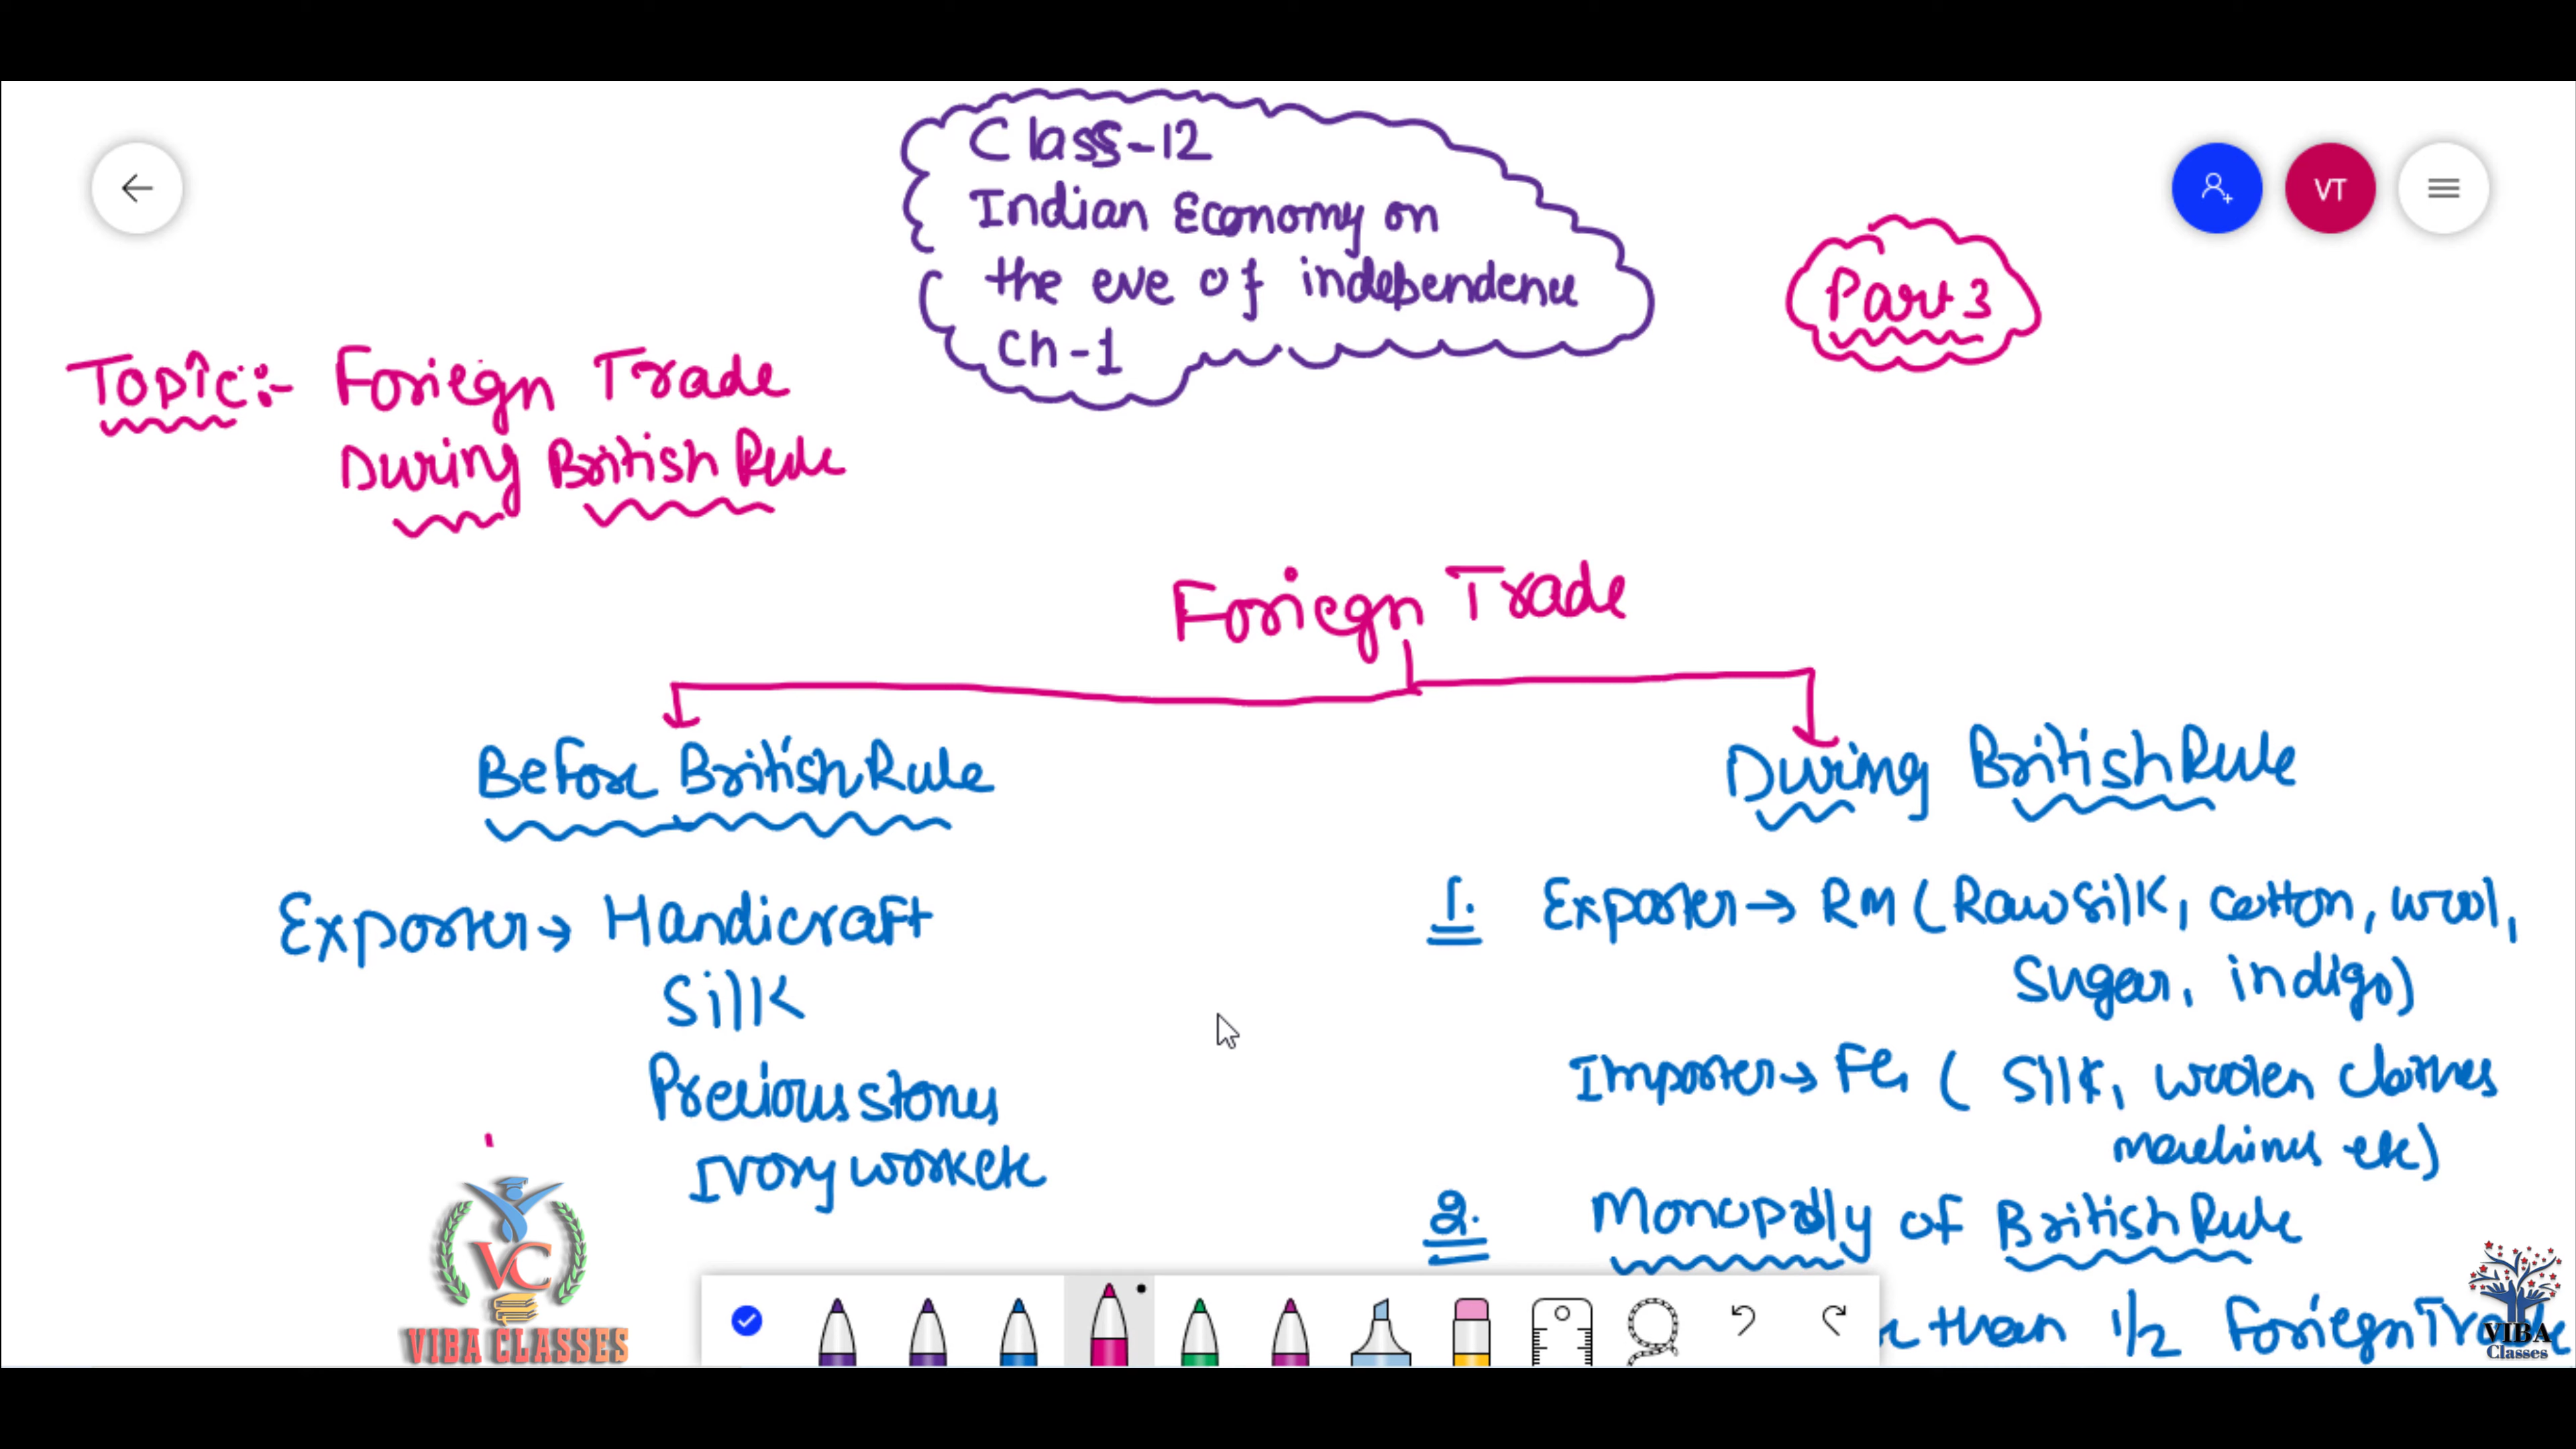 Class-12
Indian Economy on
the eve of independence
Ch-1
VT
Part 3
Topic:- Foriegn Trade
During British Rule
Foriegn Trade
Before British Rule
Exporter→ Handicraft
Silk
Precious stones
Ivory work etc
During British Rule
1. Exporter→ RM (Raw silk, cotton, wool,
Sugar, indigo)
Importer→ FG (Silk, woolen clothes
machines etc)
2. Monopoly of British Rule
than 1/2 Foriegn Trade
VC
VIBA CLASSES
VIBA
Classes